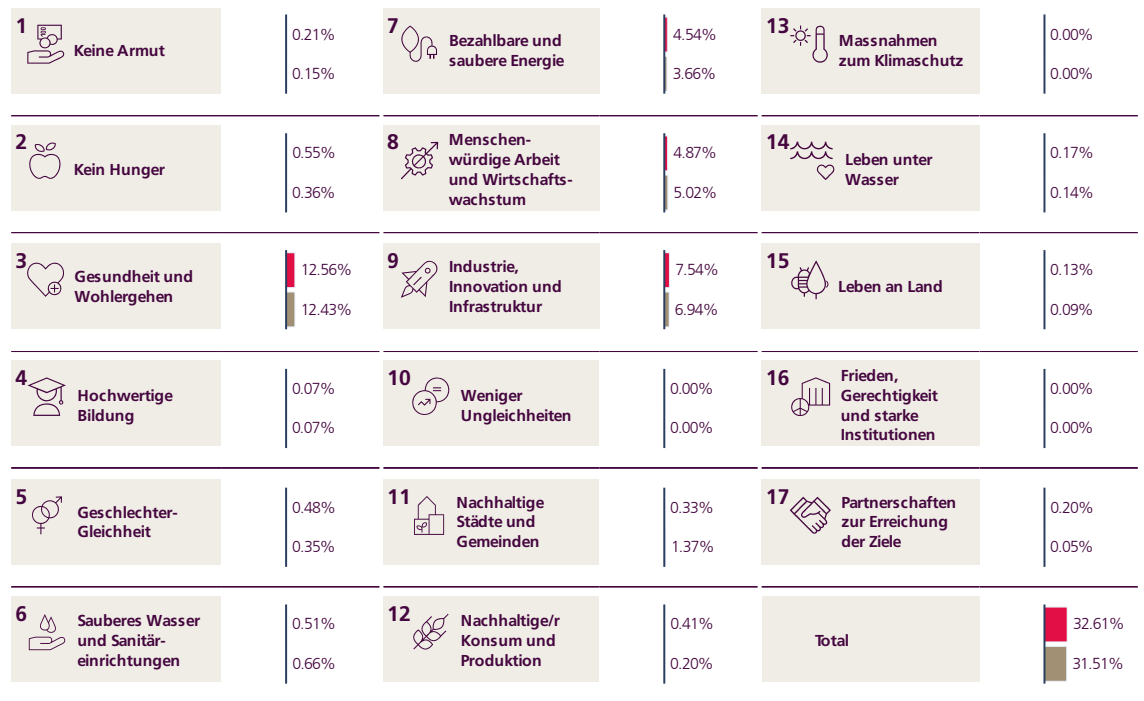 1
Keine Armut
0.21%
0.15%
2
Kein Hunger
0.55%
0.36%
3
Gesundheit und
Wohlergehen
12.56%
12.43%
4
Hochwertige
Bildung
0.07%
0.07%
5
Geschlechter-
Gleichheit
0.48%
0.35%
6
Sauberes Wasser
und Sanitär-
einrichtungen
0.51%
0.66%
7
Bezahlbare und
saubere Energie
4.54%
3.66%
8
Menschen-
würdige Arbeit
und Wirtschafts-
wachstum
4.87%
5.02%
9
Industrie,
Innovation und
Infrastruktur
7.54%
6.94%
10
Weniger
Ungleichheiten
0.00%
0.00%
11
Nachhaltige
Städte und
Gemeinden
0.33%
1.37%
12
Nachhaltige/r
Konsum und
Produktion
0.41%
0.20%
13
Massnahmen
zum Klimaschutz
0.00%
0.00%
14
Leben unter
Wasser
0.17%
0.14%
15
Leben an Land
0.13%
0.09%
16
Frieden,
Gerechtigkeit
und starke
Institutionen
0.00%
0.00%
17
Partnerschaften
zur Erreichung
der Ziele
0.20%
0.05%
Total
32.61%
31.51%